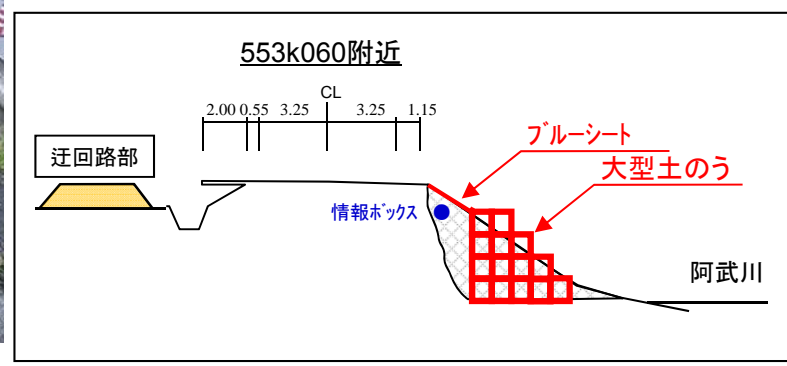 553k060附近
CL
2.00 0.55 3.25 3.25 1.15
ﾌﾞﾙｰｼｰﾄ
大型土のう
迂回路部
情報ﾎﾞｯｸｽ
阿武川